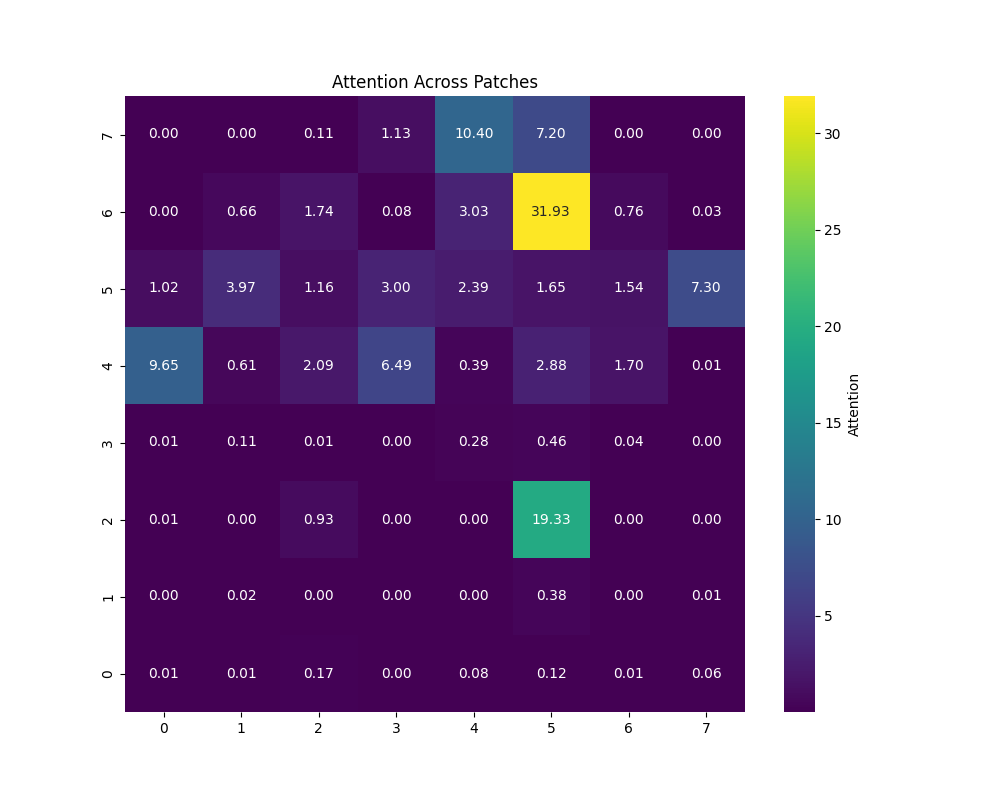 Attention Across Patches
7 0.00 0.00 0.11 1.13 10.40 7.20 0.00 0.00
6 0.00 0.66 1.74 0.08 3.03 31.93 0.76 0.03
5 1.02 3.97 1.16 3.00 2.39 1.65 1.54 7.30
4 9.65 0.61 2.09 6.49 0.39 2.88 1.70 0.01
3 0.01 0.11 0.01 0.00 0.28 0.46 0.04 0.00
2 0.01 0.00 0.93 0.00 0.00 19.33 0.00 0.00
1 0.00 0.02 0.00 0.00 0.00 0.38 0.00 0.01
0 0.01 0.01 0.17 0.00 0.08 0.12 0.01 0.06
0 1 2 3 4 5 6 7
30
25
20
15
10
5
Attention